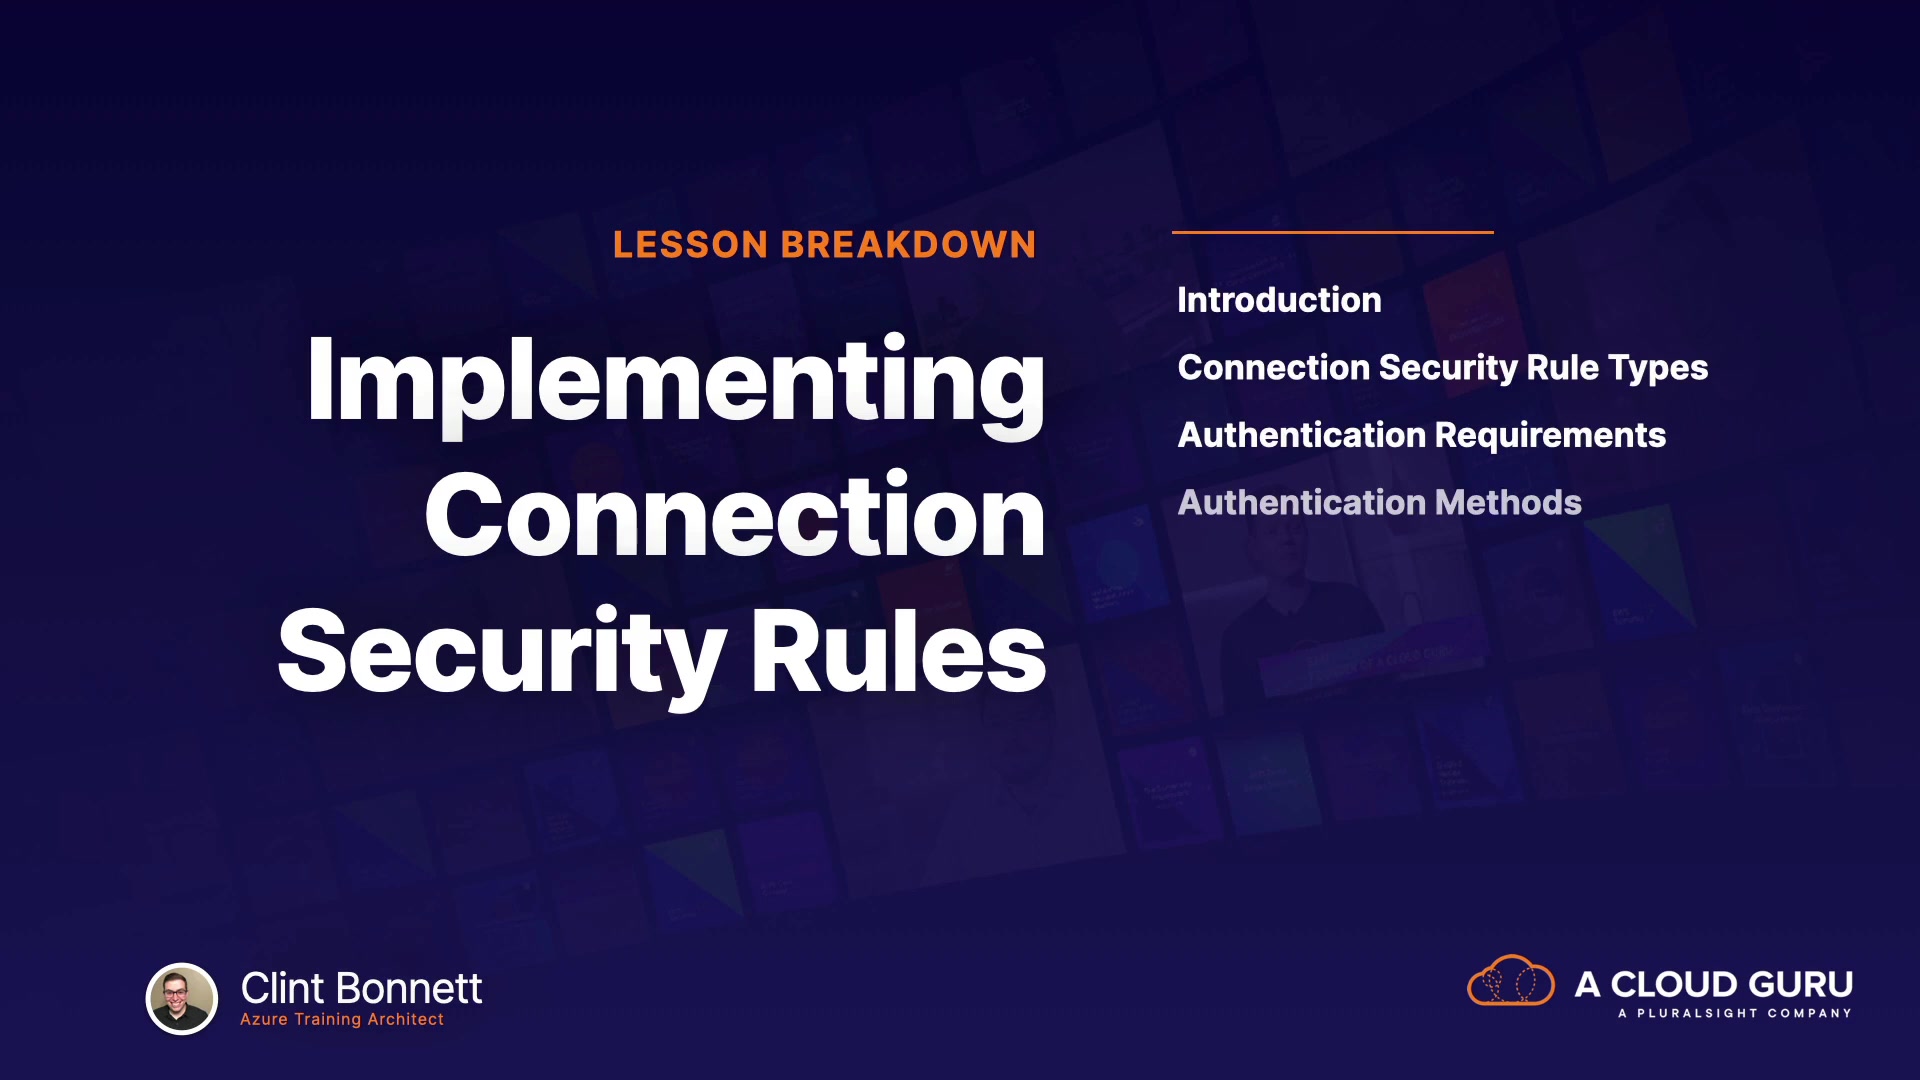 LESSON BREAKDOWN
Implementing
Connection
Security Rules
Introduction
Connection Security Rule Types
Authentication Requirements
Authentication Methods
Clint Bonnett
Azure Training Architect
A CLOUD GURU
A PLURALSIGHT COMPANY